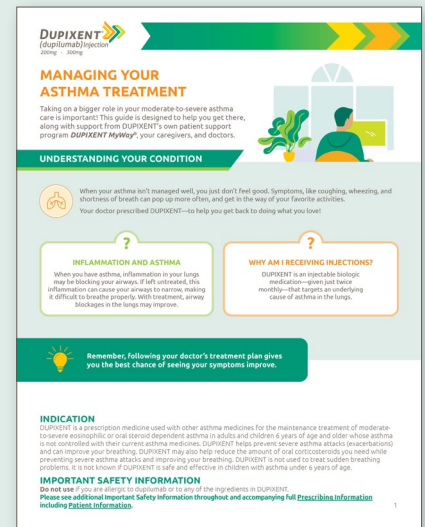 DUPIXENT
(dupilumab) Injection
200mg · 300mg
MANAGING YOUR
ASTHMA TREATMENT
Taking on a bigger role in your moderate-to-severe asthma
care is important! This guide is designed to help you get there,
along with support from DUPIXENT's own patient support
program DUPIXENT MyWay®, your caregivers, and doctors.
UNDERSTANDING YOUR CONDITION
When your asthma isn't managed well, you just don't feel good. Symptoms, like coughing, wheezing, and
shortness of breath can pop up more often, and get in the way of your favorite activities.
Your doctor prescribed DUPIXENT—to help you get back to doing what you love!
?
INFLAMMATION AND ASTHMA
When you have asthma, inflammation in your lungs
may be blocking your airways. If left untreated, this
inflammation can cause your airways to narrow, making
it difficult to breathe properly. With treatment, airway
blockages in the lungs may improve.
?
WHY AM I RECEIVING INJECTIONS?
DUPIXENT is an injectable biologic
medication—given just twice
monthly—that targets an underlying
cause of asthma in the lungs.
Remember, following your doctor's treatment plan gives
you the best chance of seeing your symptoms improve.
INDICATION
DUPIXENT is a prescription medicine used with other asthma medicines for the maintenance treatment of moderate-
to-severe eosinophilic or oral steroid dependent asthma in adults and children 6 years of age and older whose asthma
is not controlled with their current asthma medicines. DUPIXENT helps prevent severe asthma attacks (exacerbations)
and can improve your breathing. DUPIXENT may also help reduce the amount of oral corticosteroids you need while
preventing severe asthma attacks and improving your breathing. DUPIXENT is not used to treat sudden breathing
problems. It is not known if DUPIXENT is safe and effective in children with asthma under 6 years of age.
IMPORTANT SAFETY INFORMATION
Do not use if you are allergic to dupilumab or to any of the ingredients in DUPIXENT.
Please see additional Important Safety Information throughout and accompanying full Prescribing Information
including Patient Information.
1